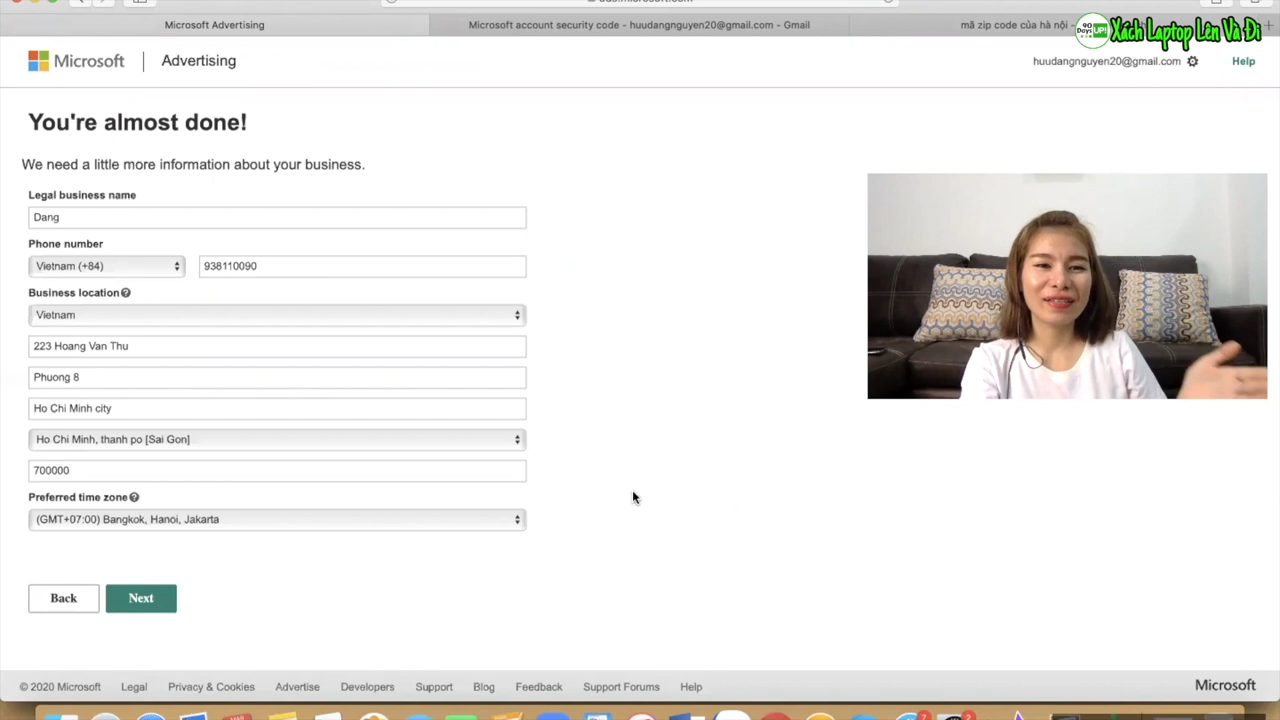 Microsoft Advertising
Microsoft account security code - huudangnguyen20@gmail.com - Gmail
mã zip code của hà nội -
90 Days UP!
Xách Laptop Lên Và Đi
Microsoft | Advertising
huudangnguyen20@gmail.com
Help
You're almost done!
We need a little more information about your business.
Legal business name
Dang
Phone number
Vietnam (+84)
938110090
Business location
Vietnam
223 Hoang Van Thu
Phuong 8
Ho Chi Minh city
Ho Chi Minh, thanh po [Sai Gon]
700000
Preferred time zone
(GMT+07:00) Bangkok, Hanoi, Jakarta
Back
Next
© 2020 Microsoft
Legal
Privacy & Cookies
Advertise
Developers
Support
Blog
Feedback
Support Forums
Help
Microsoft